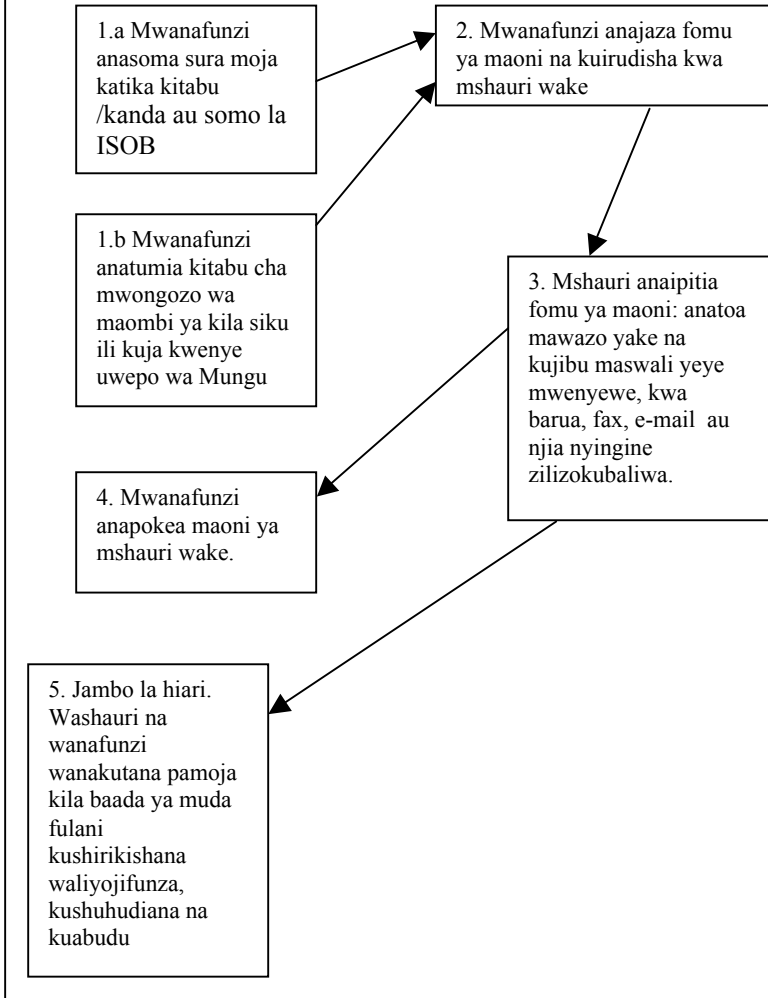 1.a Mwanafunzi
anasoma sura moja
katika kitabu
/kanda au somo la
ISOB
1.b Mwanafunzi
anatumia kitabu cha
mwongozo wa
maombi ya kila siku
ili kuja kwenye
uwepo wa Mungu
2. Mwanafunzi anajaza fomu
ya maoni na kuirudisha kwa
mshauri wake
3. Mshauri anaipitia
fomu ya maoni: anatoa
mawazo yake na
kujibu maswali yeye
mwenyewe, kwa
barua, fax, e-mail au
njia nyingine
zilizokubaliwa.
4. Mwanafunzi
anapokea maoni ya
mshauri wake.
5. Jambo la hiari.
Washauri na
wanafunzi
wanakutana pamoja
kila baada ya muda
fulani
kushirikishana
waliyojifunza,
kushuhudiana na
kuabudu